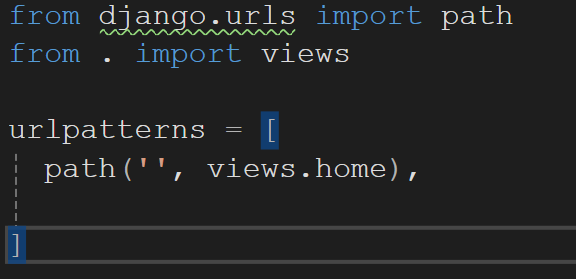 from django.urls import path
from . import views
urlpatterns = [
path('', views.home),
]